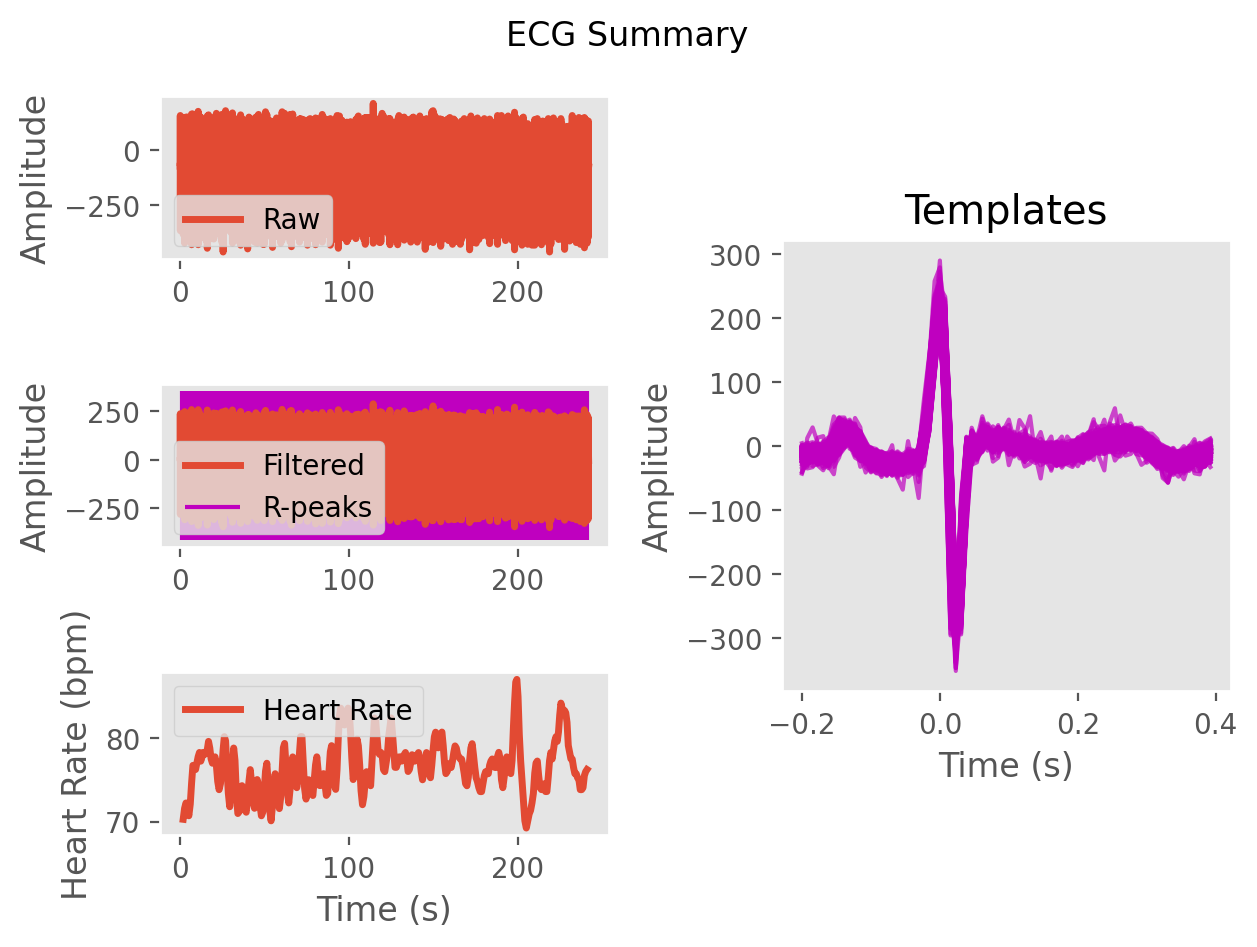 ECG Summary
Amplitude
0
−250
Raw
0 100 200
Amplitude
250
0
−250
Filtered
R-peaks
0 100 200
Heart Rate (bpm)
80
70
Heart Rate
0 100 200
Time (s)
Templates
Amplitude
300
200
100
0
−100
−200
−300
−0.2 0.0 0.2 0.4
Time (s)